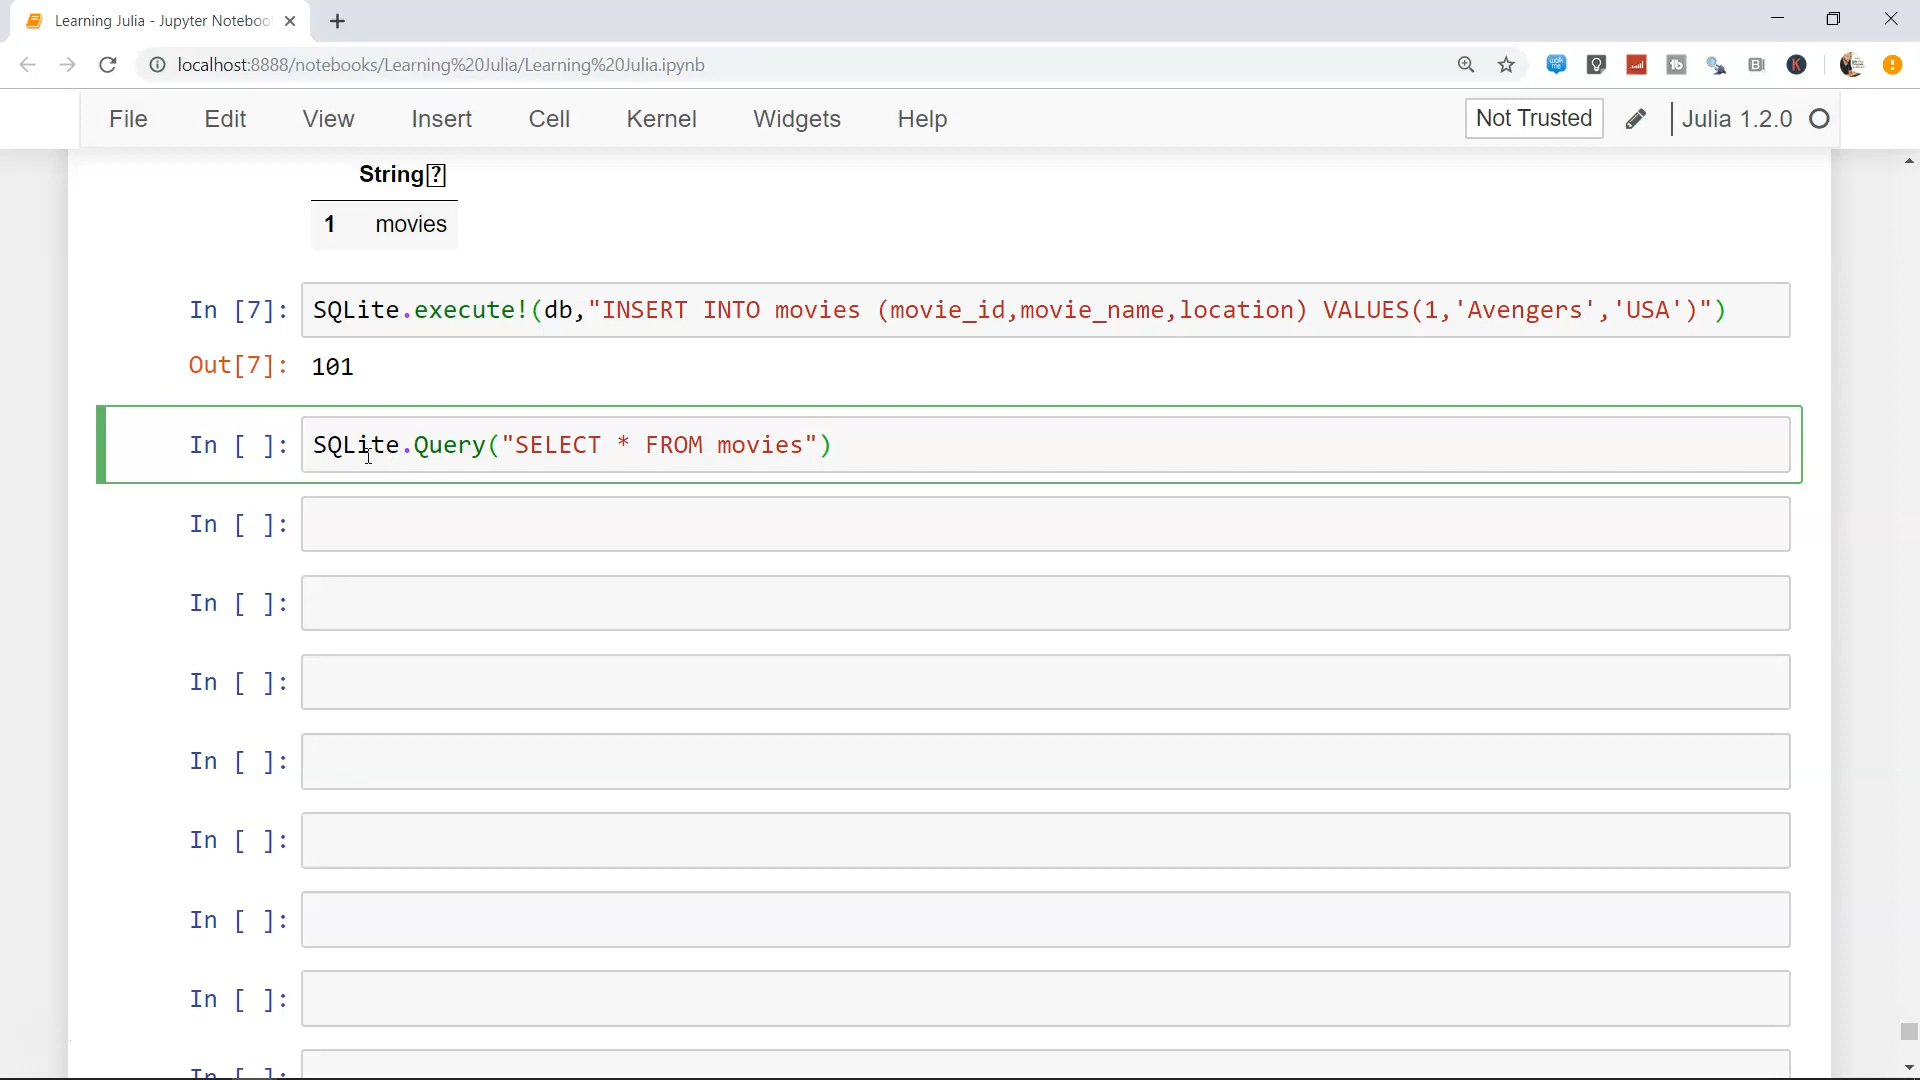 Learning Julia - Jupyter Noteboo
localhost:8888/notebooks/Learning%20Julia/Learning%20Julia.ipynb
File Edit View Insert Cell Kernel Widgets Help Not Trusted Julia 1.2.0
String
1 movies
In [7]: SQLite.execute!(db,"INSERT INTO movies (movie_id,movie_name,location) VALUES(1,'Avengers','USA')")
Out[7]: 101
In [ ]: SQLite.Query("SELECT * FROM movies")
In [ ]:
In [ ]:
In [ ]:
In [ ]:
In [ ]:
In [ ]:
In [ ]:
In [ ]: